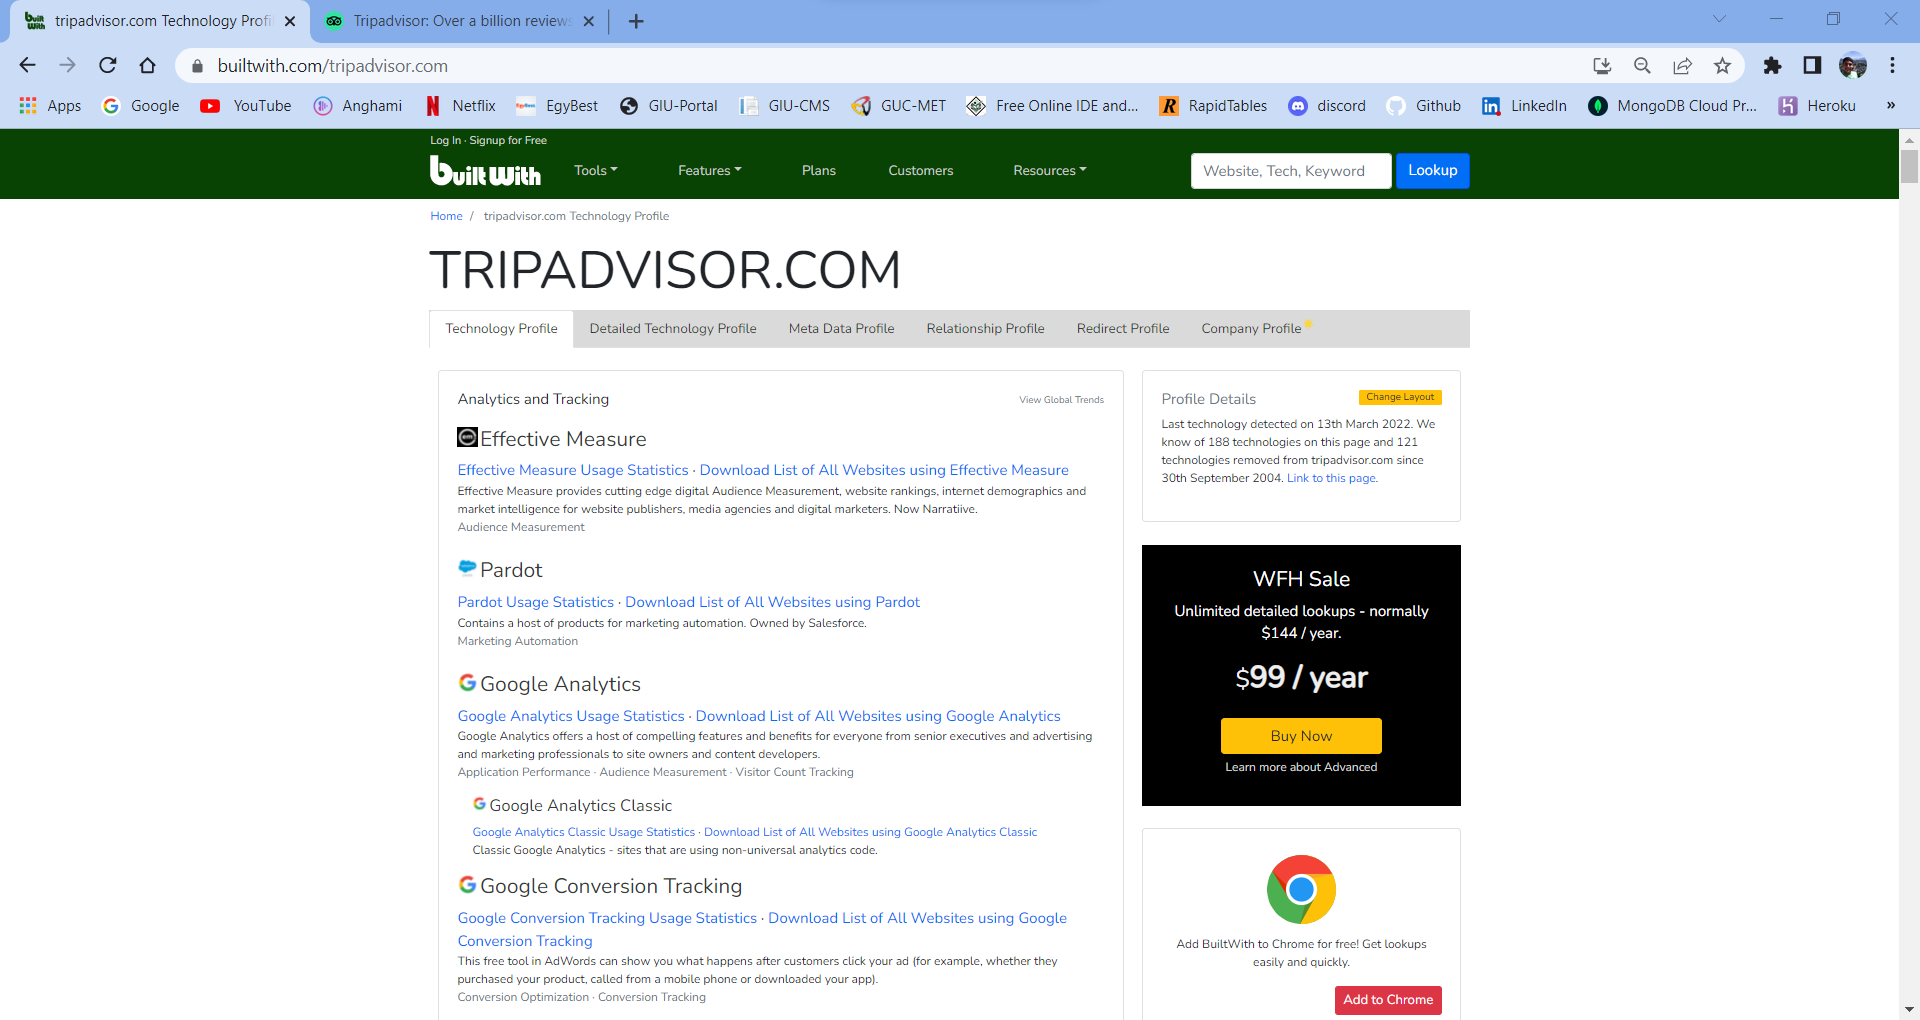 tripadvisor.com Technology Profi
Tripadvisor: Over a billion reviews
builtwith.com/tripadvisor.com
Apps Google YouTube Anghami Netflix EgyBest GIU-Portal GIU-CMS GUC-MET Free Online IDE and... RapidTables discord Github LinkedIn MongoDB Cloud Pr... Heroku »
Log In · Signup for Free
built With Tools Features Plans Customers Resources Website, Tech, Keyword Lookup
Home / tripadvisor.com Technology Profile
TRIPADVISOR.COM
Technology Profile Detailed Technology Profile Meta Data Profile Relationship Profile Redirect Profile Company Profile
Analytics and Tracking View Global Trends
Effective Measure
Effective Measure Usage Statistics · Download List of All Websites using Effective Measure
Effective Measure provides cutting edge digital Audience Measurement, website rankings, internet demographics and
market intelligence for website publishers, media agencies and digital marketers. Now Narratiive.
Audience Measurement
Pardot
Pardot Usage Statistics · Download List of All Websites using Pardot
Contains a host of products for marketing automation. Owned by Salesforce.
Marketing Automation
Google Analytics
Google Analytics Usage Statistics · Download List of All Websites using Google Analytics
Google Analytics offers a host of compelling features and benefits for everyone from senior executives and advertising
and marketing professionals to site owners and content developers.
Application Performance · Audience Measurement · Visitor Count Tracking
Google Analytics Classic
Google Analytics Classic Usage Statistics · Download List of All Websites using Google Analytics Classic
Classic Google Analytics - sites that are using non-universal analytics code.
Google Conversion Tracking
Google Conversion Tracking Usage Statistics · Download List of All Websites using Google
Conversion Tracking
This free tool in AdWords can show you what happens after customers click your ad (for example, whether they
purchased your product, called from a mobile phone or downloaded your app).
Conversion Optimization · Conversion Tracking
Profile Details Change Layout
Last technology detected on 13th March 2022. We
know of 188 technologies on this page and 121
technologies removed from tripadvisor.com since
30th September 2004. Link to this page.
WFH Sale
Unlimited detailed lookups - normally
$144 / year.
$99 / year
Buy Now
Learn more about Advanced
Add BuiltWith to Chrome for free! Get lookups
easily and quickly.
Add to Chrome